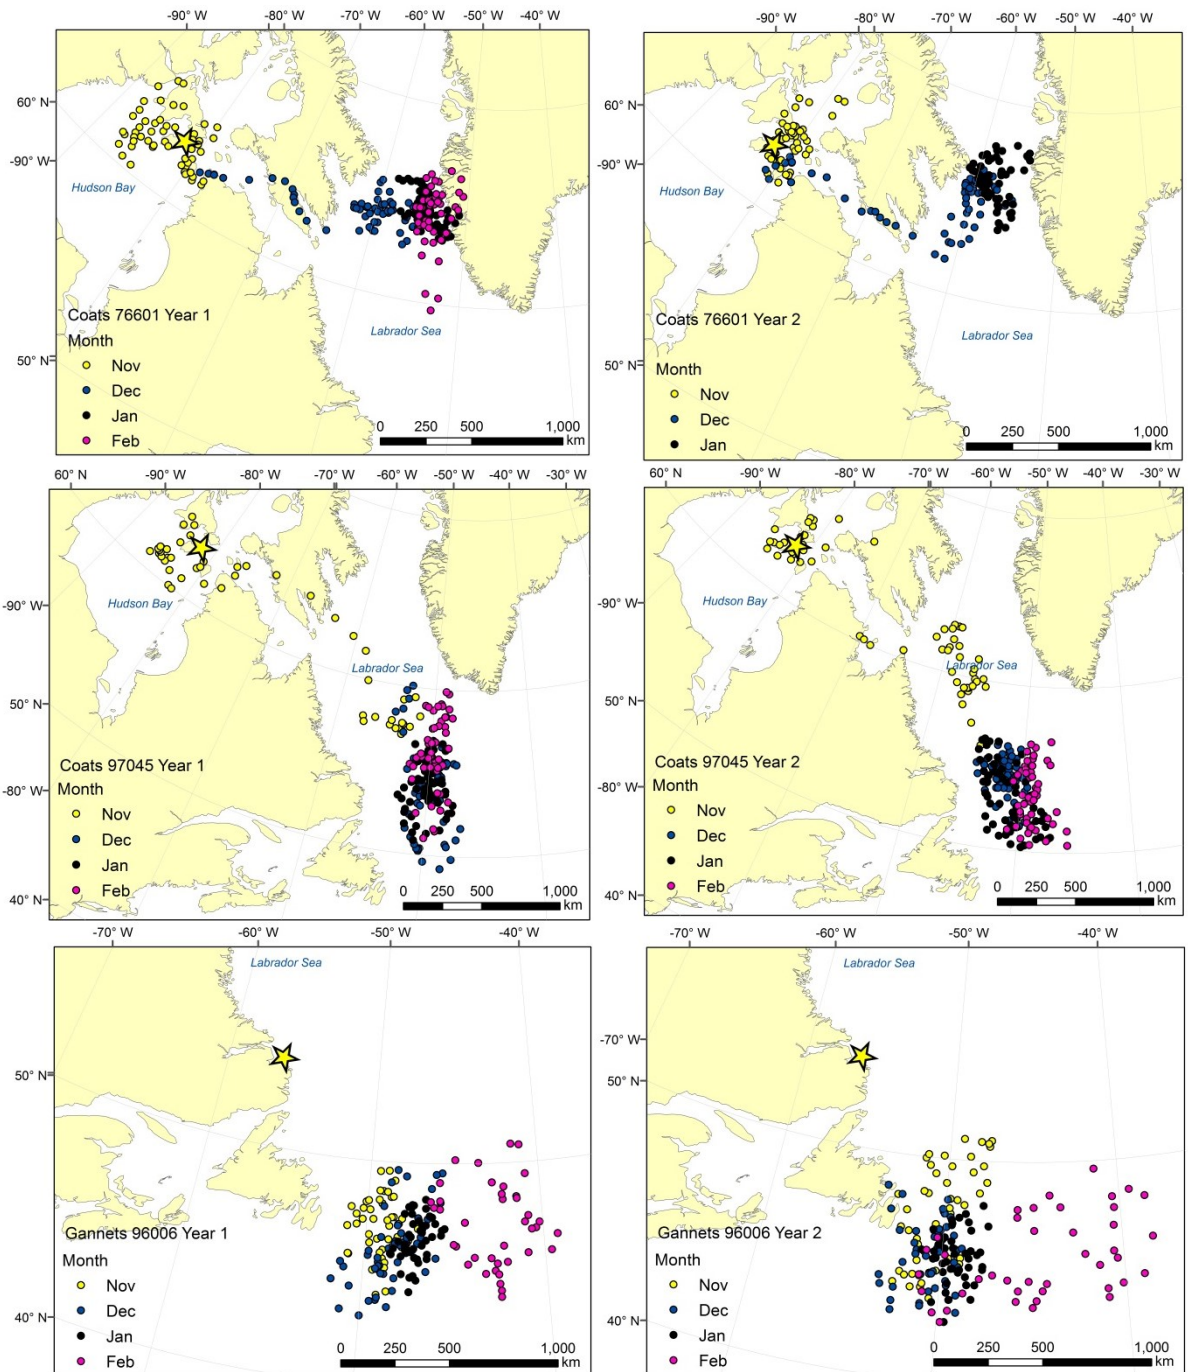 -90° W -80° W -70° W -60° W -50° W -40° W
60° N
-90° W
Hudson Bay
Coats 76601 Year 1
Labrador Sea
Month
50° N
Nov
Dec
Jan
Feb
0 250 500 1,000
km
-90° W -80° W -70° W -60° W -50° W -40° W
60° N
-90° W
Hudson Bay
Coats 76601 Year 2
Labrador Sea
50° N
Month
Nov
Dec
Jan
0 250 500 1,000
km
60° N -90° W -80° W -70° W -60° W -50° W -40° W -30° W
-90° W
Hudson Bay
Labrador Sea
50° N
Coats 97045 Year 1
-80° W
Month
Nov
Dec
Jan
Feb
40° N
0 250 500 1,000
km
60 N -90° W -80° W -70° W -60° W -50° W -40° W -30° W
-90° W
Hudson Bay
Labrador Sea
50° N
Coats 97045 Year 2
-80° W
Month
Nov
Dec
Jan
Feb
40° N
0 250 500 1,000
km
-70° W -60° W -50° W -40° W
Labrador Sea
50° N
Gannets 96006 Year 1
Month
Nov
Dec
40° N
Jan
Feb
0 250 500 1,000
km
-70° W -60° W -50° W -40° W
Labrador Sea
-70° W
50° N
Gannets 96006 Year 2
Month
Nov
Dec
40° N
Jan
Feb
0 250 500 1,000
km